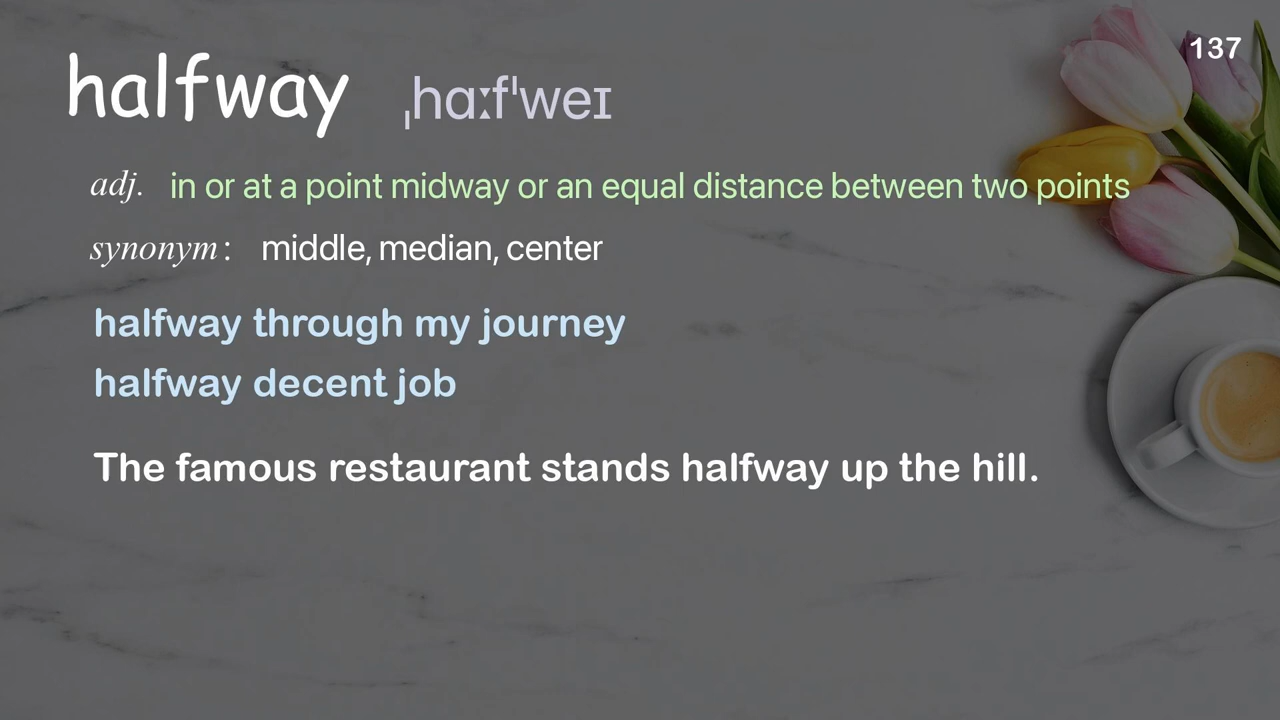 137
halfway ˌhɑːfˈweɪ
adj. in or at a point midway or an equal distance between two points
synonym : middle, median, center
halfway through my journey
halfway decent job
The famous restaurant stands halfway up the hill.